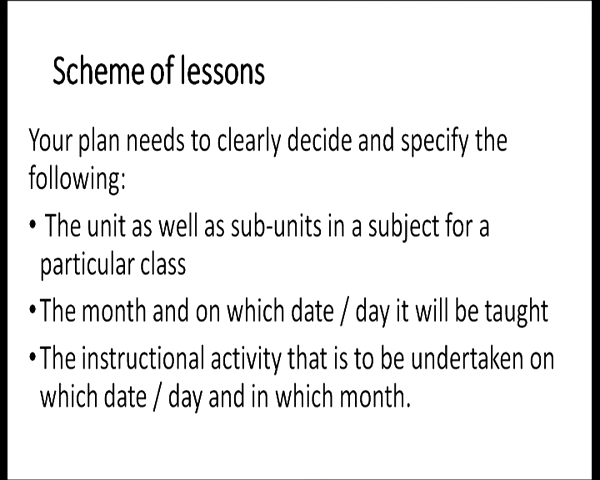 Scheme of lessons
Your plan needs to clearly decide and specify the
following:
• The unit as well as sub-units in a subject for a
particular class
•The month and on which date / day it will be taught
•The instructional activity that is to be undertaken on
which date / day and in which month.